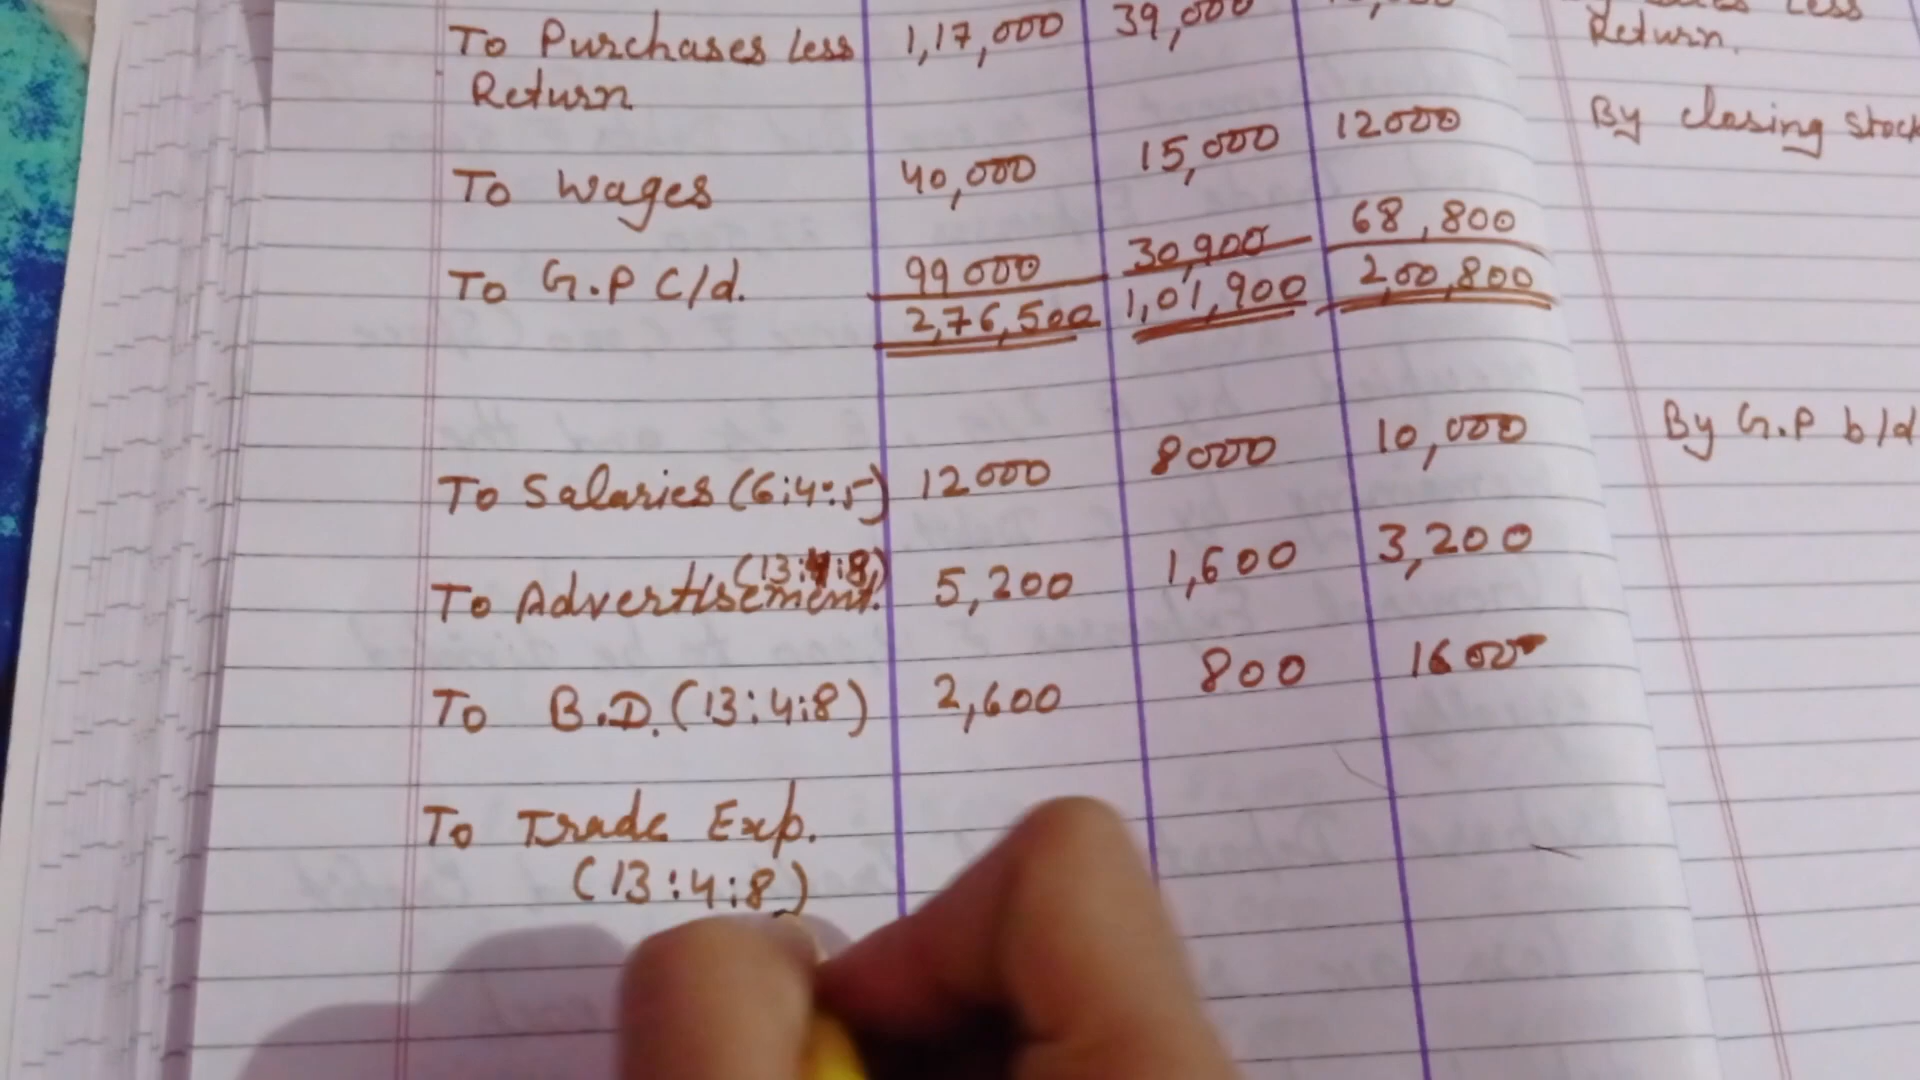 To Purchases Less 1,17,000 39,000
Return
To Wages 40,000 15,000 12000
To G.P C/d. 99000 30,900 68,800
2,76,500 1,01,900 2,00,800
To Salaries (6:4:5) 12000 8000 10,000
(13:4:8)
To Advertisement. 5,200 1,600 3,200
To B.D. (13:4:8) 2,600 800 1600
To Trade Exp.
(13:4:8)
Less
Return.
By closing Stock
By G.P b/d